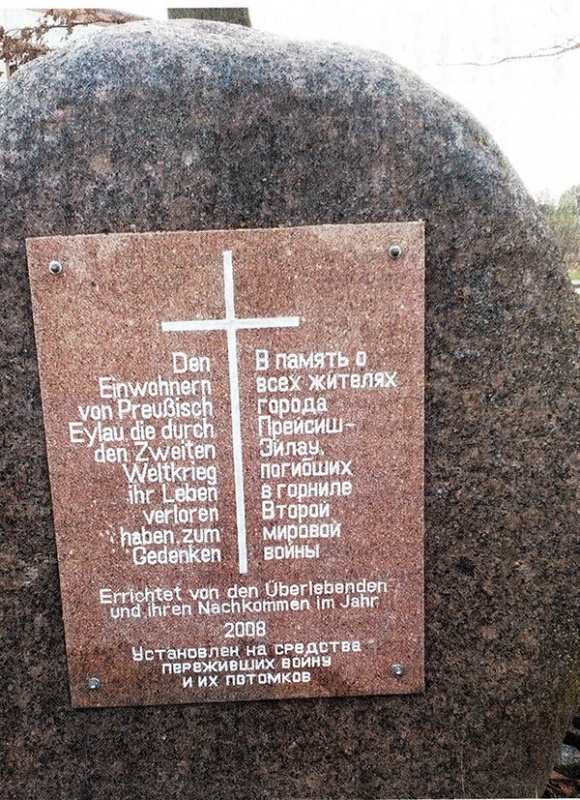 Den
Einwohnern
von Preußisch
Eylau die durch
den Zweiten
Weltkrieg
ihr Leben
verloren
haben zum
Gedenken
В память о
всех жителях
города
Прейсиш-
Эйлау,
погибших
в горниле
Второй
мировой
войны
Errichtet von den Überlebenden
und ihren Nachkommen im Jahr
2008
Установлен на средства
переживших войну
и их потомков